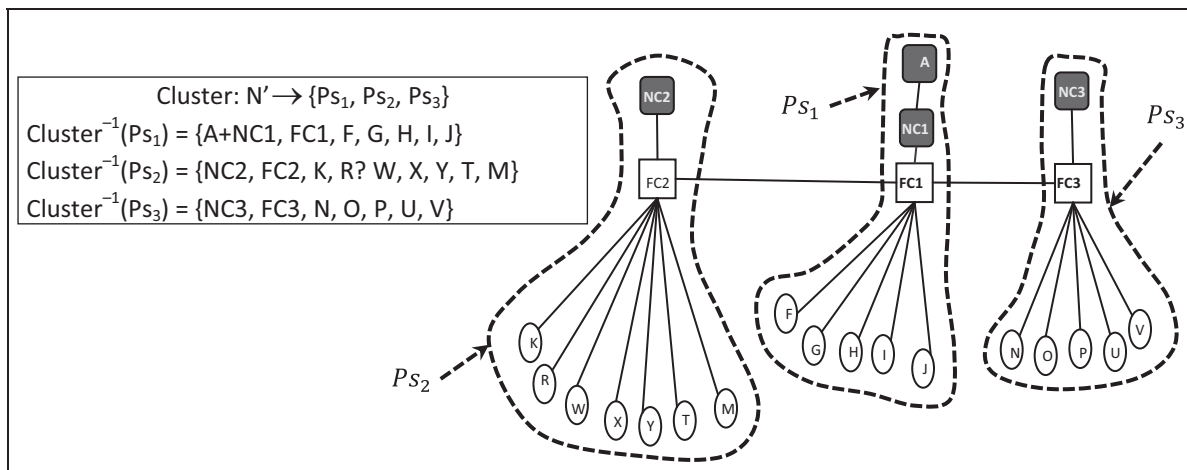 Cluster: N' → {Ps₁, Ps₂, Ps₃}
Cluster⁻¹(Ps₁) = {A+NC1, FC1, F, G, H, I, J}
Cluster⁻¹(Ps₂) = {NC2, FC2, K, R? W, X, Y, T, M}
Cluster⁻¹(Ps₃) = {NC3, FC3, N, O, P, U, V}
A
NC2
NC3
Ps₁
NC1
Ps₃
FC2
FC1
FC3
F
G
H
I
J
N
O
P
U
V
K
R
W
X
Y
T
M
Ps₂